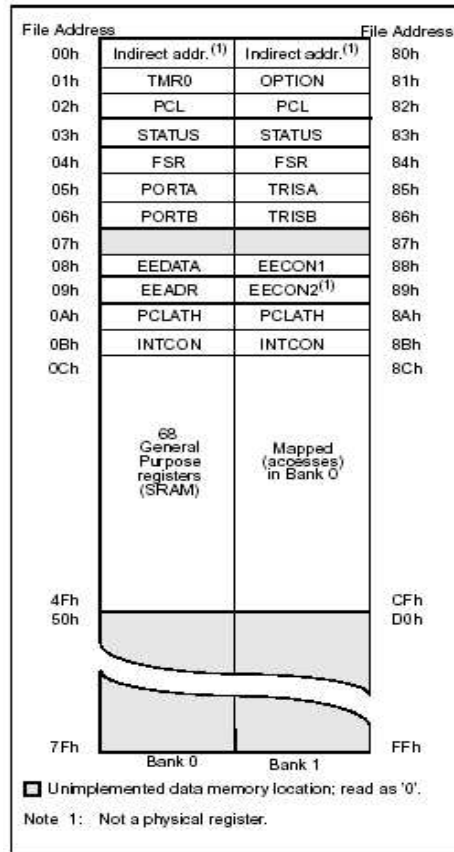 File Address File Address
00h Indirect addr.(1) Indirect addr.(1) 80h
01h TMR0 OPTION 81h
02h PCL PCL 82h
03h STATUS STATUS 83h
04h FSR FSR 84h
05h PORTA TRISA 85h
06h PORTB TRISB 86h
07h 87h
08h EEDATA EECON1 88h
09h EEADR EECON2(1) 89h
0Ah PCLATH PCLATH 8Ah
0Bh INTCON INTCON 8Bh
0Ch 8Ch
68
General
Purpose
registers
(SRAM)
Mapped
(accesses)
in Bank 0
4Fh CFh
50h D0h
7Fh FFh
Bank 0 Bank 1
Unimplemented data memory location; read as '0'.
Note 1: Not a physical register.